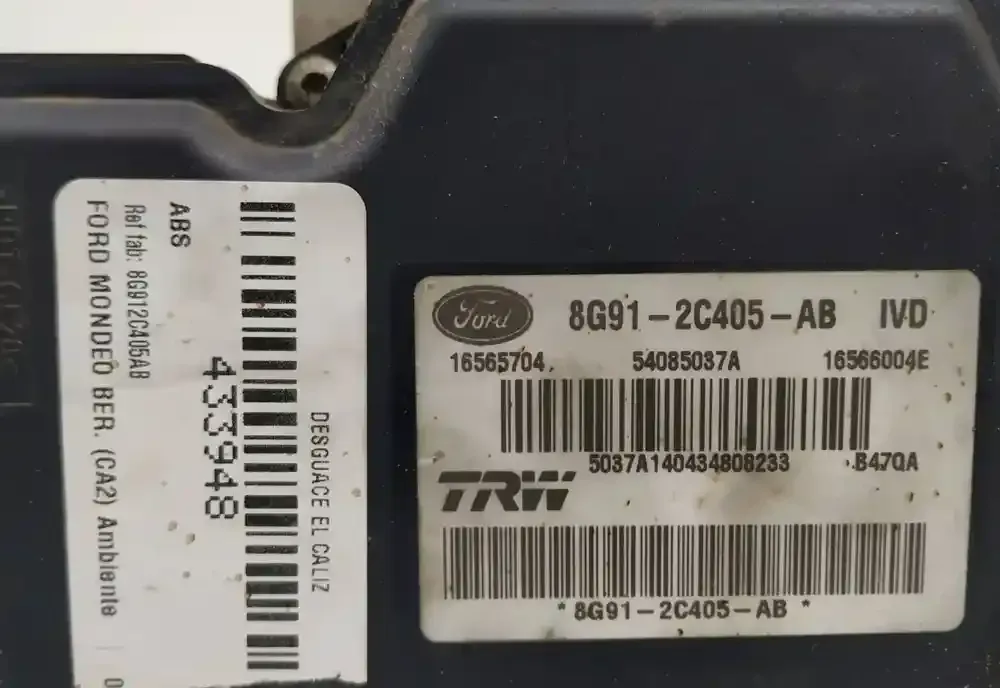 ABS
Ref fab: 8G912C405AB
FORD MONDEO BER. (CA2) Ambiente
433948
DESGUACE EL CALIZ
Ford 8G91-2C405-AB IVD
16565704 54085037A 16566004E
5037A140434808233 B47QA
TRW
*8G91-2C405-AB*